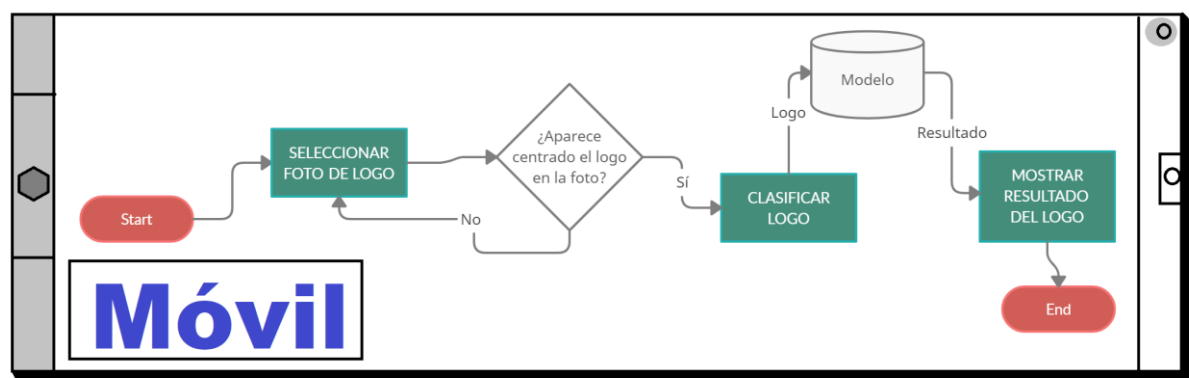 Start
SELECCIONAR
FOTO DE LOGO
¿Aparece
centrado el logo
en la foto?
No
Sí
CLASIFICAR
LOGO
Logo
Modelo
Resultado
MOSTRAR
RESULTADO
DEL LOGO
End
Móvil